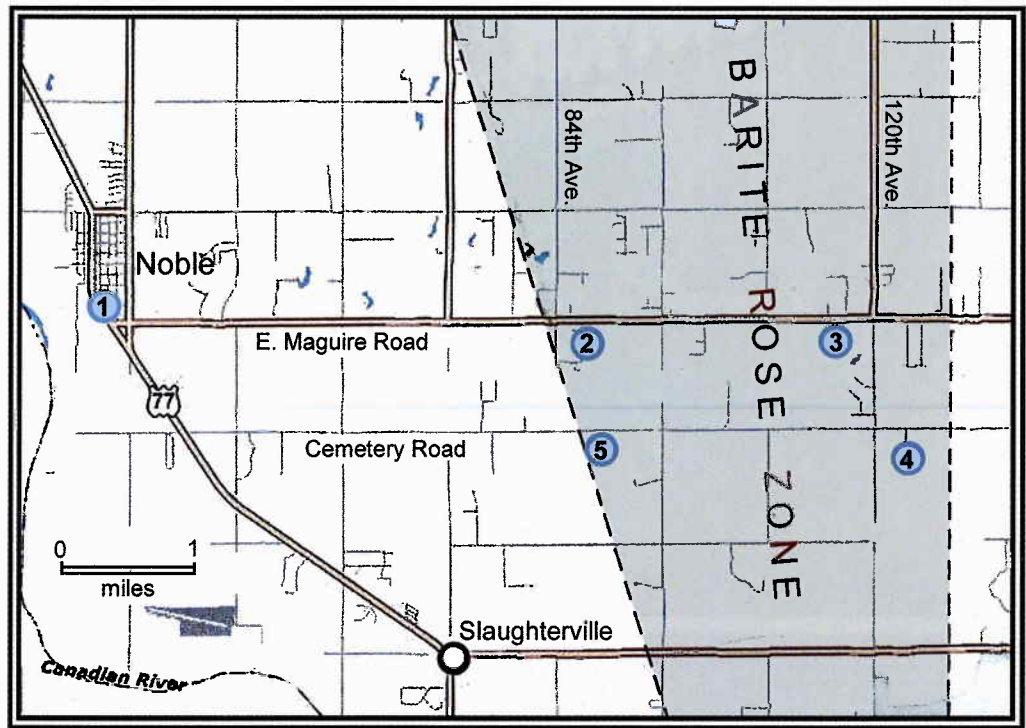 BARITE ROSE ZONE
84th Ave.
120th Ave.
Noble
1
E. Maguire Road
2
3
77
Cemetery Road
5
4
0 1
miles
Slaughterville
Canadian River